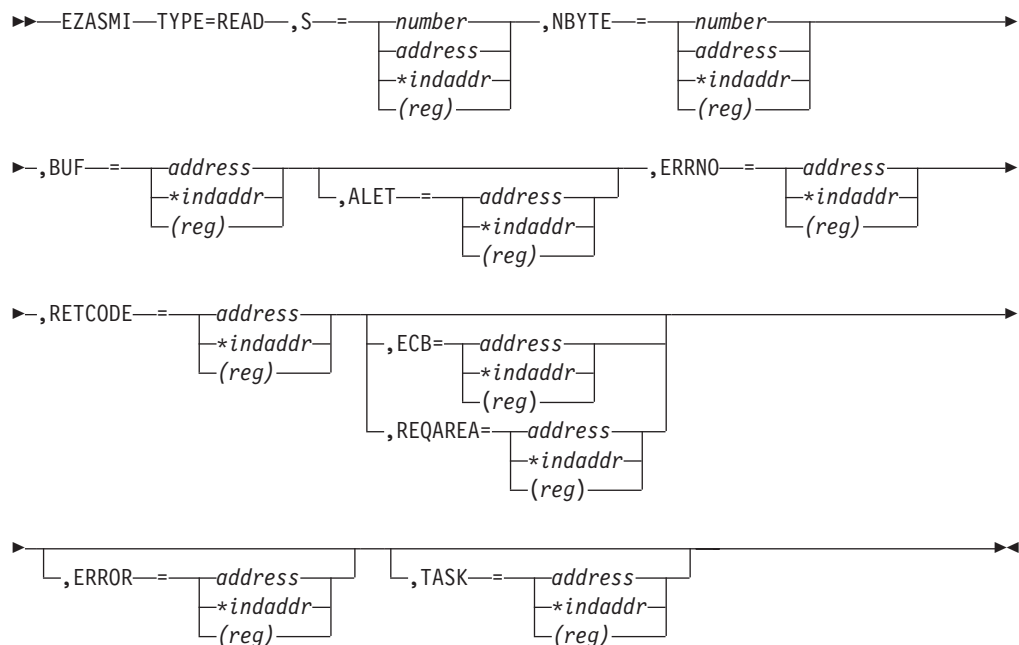 EZASMI TYPE=READ ,S = number ,NBYTE = number
address address
*indaddr *indaddr
(reg) (reg)
,BUF = address ,ERRNO = address
*indaddr ,ALET = address *indaddr
(reg) *indaddr (reg)
(reg)
,RETCODE = address
*indaddr ,ECB= address
(reg) *indaddr
(reg)
,REQAREA= address
*indaddr
(reg)
,ERROR = address ,TASK = address
*indaddr *indaddr
(reg) (reg)